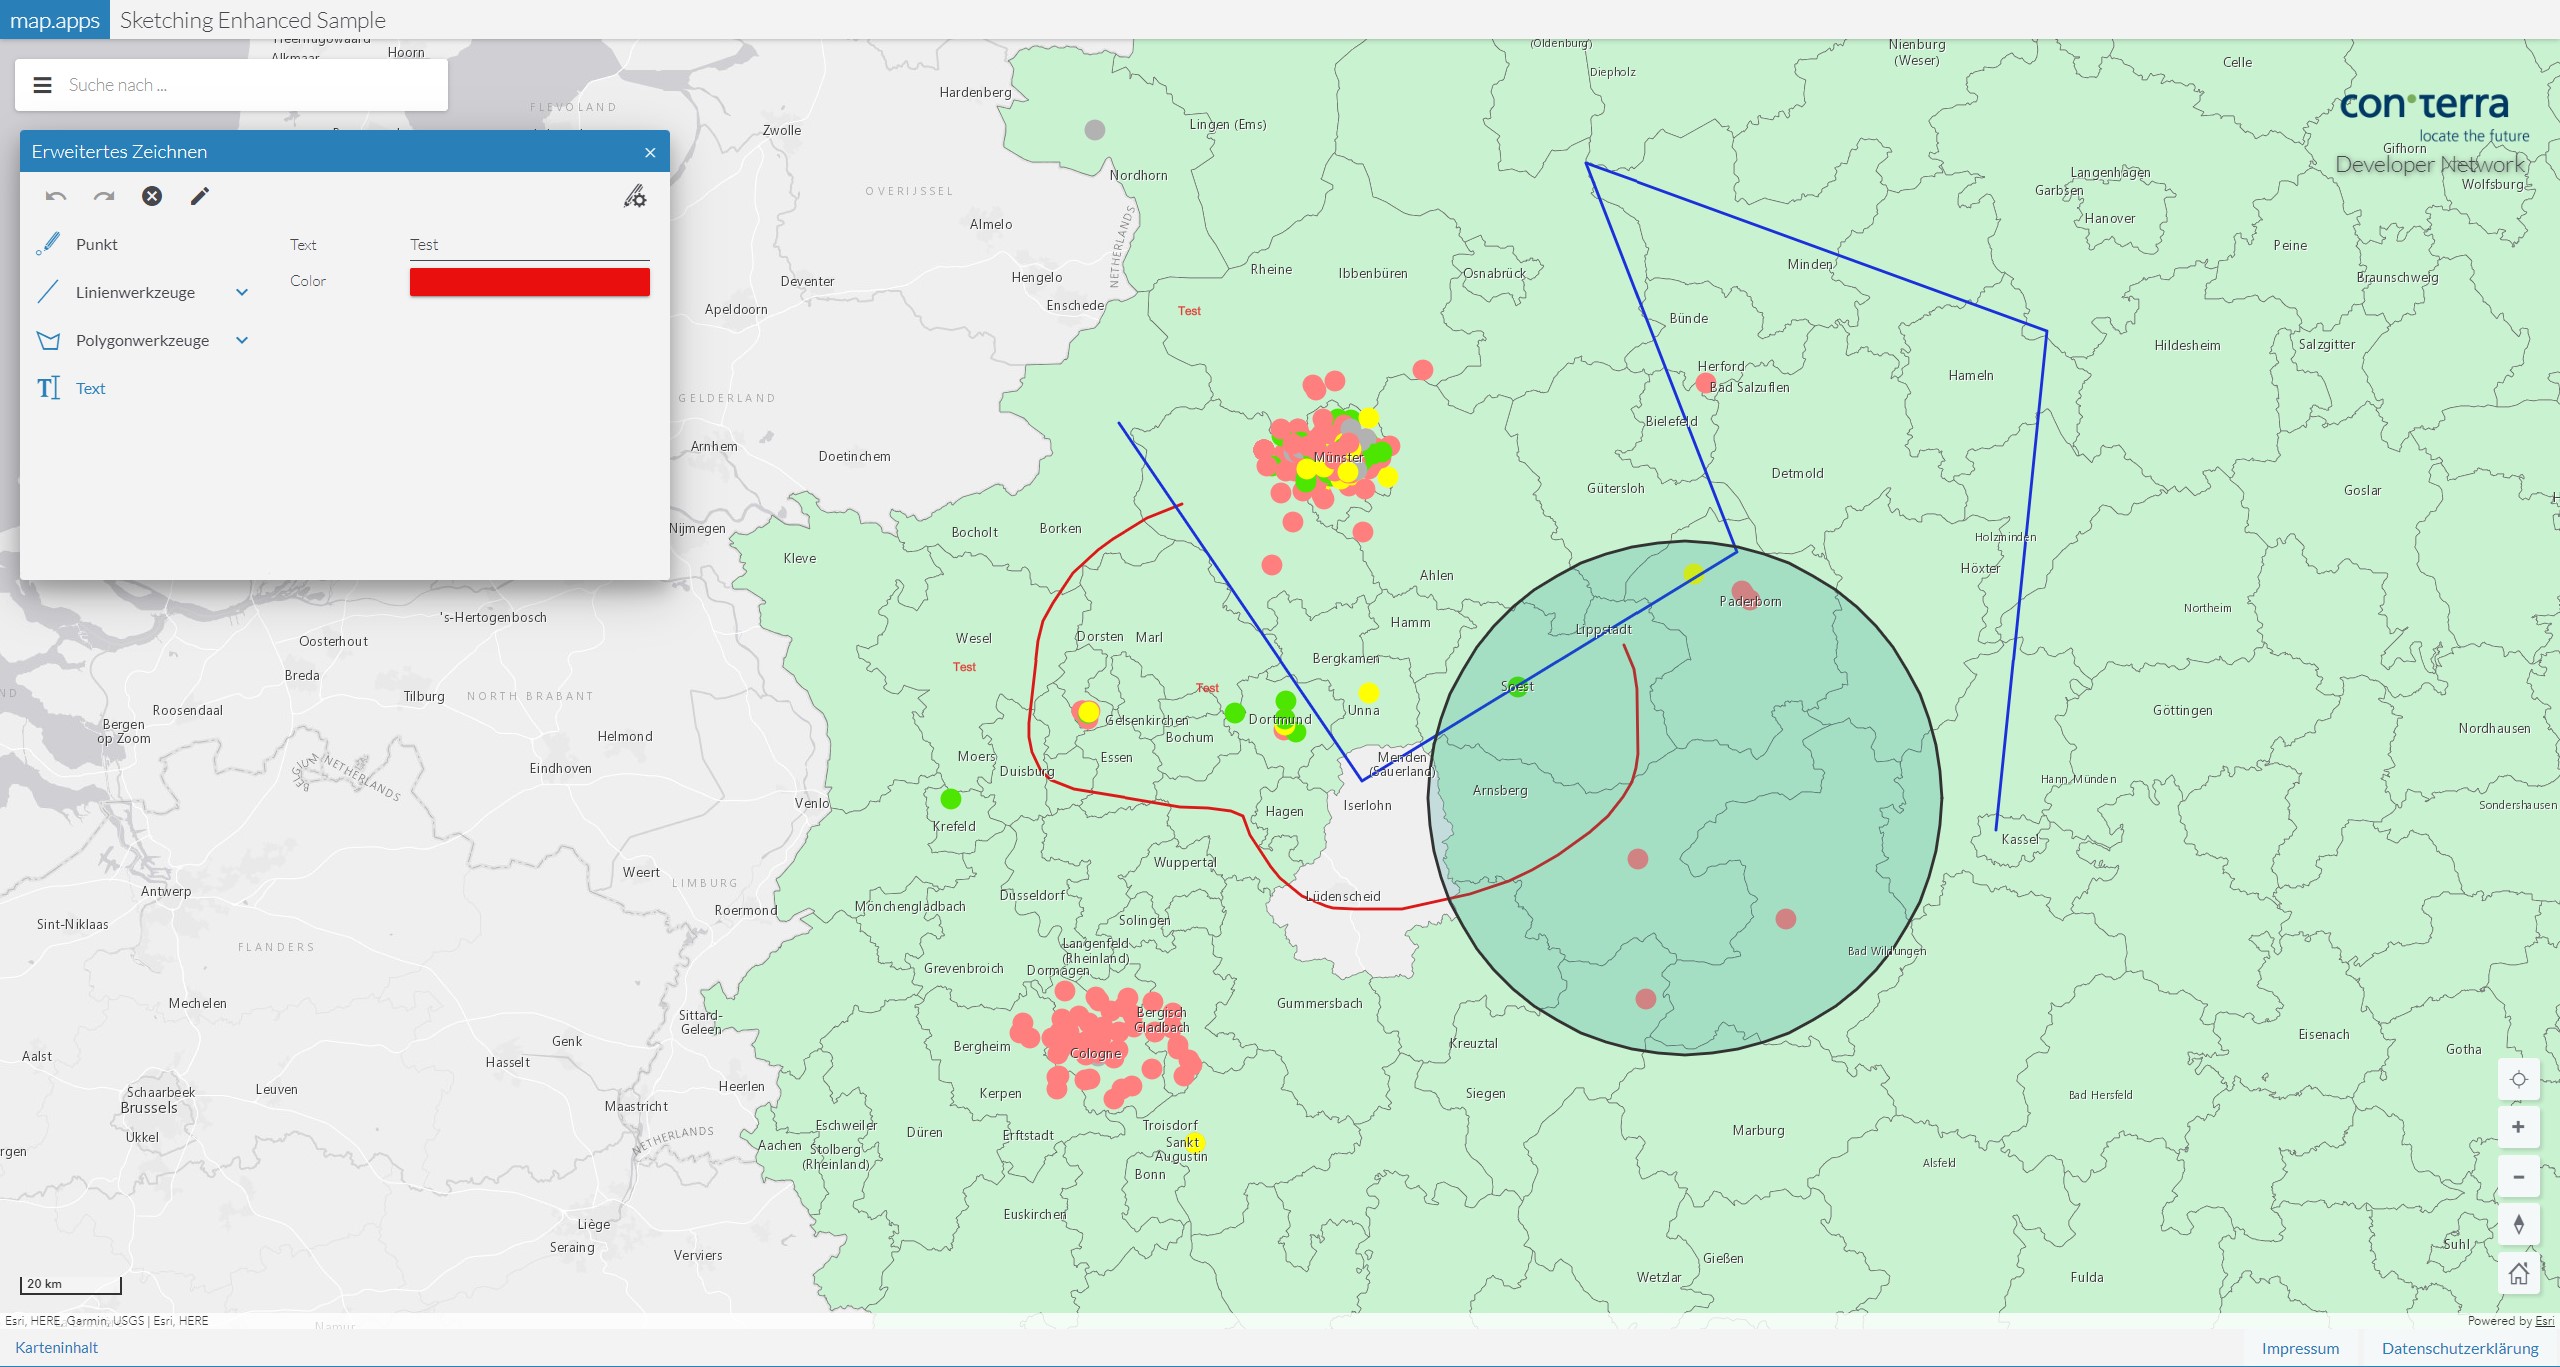 map.apps Sketching Enhanced Sample
Suche nach ...
Erweitertes Zeichnen
Punkt
Linienwerkzeuge
Polygonwerkzeuge
Text
Text
Test
Color
con·terra
locate the future
Developer Network
Hoorn
Alkmaar
FLEVOLAND
Zwolle
Hardenberg
Lingen (Ems)
(Oldenburg)
Diepholz
Nienburg
(Weser)
Celle
Gifhorn
Wolfsburg
Langenhagen
Garbsen
Hanover
Peine
Braunschweig
Nordhorn
OVERIJSSEL
Almelo
NETHERLANDS
Hengelo
Enschede
Deventer
Apeldoorn
Rheine
Ibbenbüren
Osnabrück
Minden
Bünde
Test
Hildesheim
Salzgitter
Herford
Bad Salzuflen
Hameln
GELDERLAND
Bielefeld
Arnhem
Doetinchem
Münster
Detmold
Gütersloh
Goslar
Nijmegen
Bocholt
Borken
Holzminden
Höxter
Kleve
Ahlen
Paderborn
Northeim
's-Hertogenbosch
Oosterhout
Breda
Tilburg
NORTH BRABANT
Wesel
Dorsten
Marl
Hamm
Lippstadt
Bergkamen
Test
Test
Soest
Roosendaal
Bergen
op Zoom
Helmond
Eindhoven
Gelsenkirchen
Dortmund
Unna
Bochum
Göttingen
Nordhausen
NETHERLANDS
Moers
Duisburg
Essen
Menden
(Sauerland)
Arnsberg
Hann Münden
Sondershausen
Venlo
Krefeld
Hagen
Iserlohn
Kassel
Wuppertal
Weert
LIMBURG
Roermond
Antwerp
Sint-Niklaas
FLANDERS
Mönchengladbach
Düsseldorf
Lüdenscheid
Solingen
Langenfeld
(Rheinland)
Dormagen
Grevenbroich
Bad Wildungen
Mechelen
Sittard-
Geleen
Gummersbach
Bergisch
Gladbach
Bergheim
Cologne
Kreuztal
Eisenach
Gotha
Aalst
Genk
Hasselt
Heerlen
Kerpen
Siegen
Bad Hersfeld
Leuven
Schaarbeek
Brussels
Ukkel
Maastricht
NETHERLANDS
Aachen
Eschweiler
Stolberg
(Rheinland)
Düren
Erftstadt
Troisdorf
Sankt
Augustin
Bonn
Marburg
Alsfeld
Euskirchen
Liège
Seraing
Verviers
Gießen
Wetzlar
Fulda
Suhl
20 km
Esri, HERE, Garmin, USGS | Esri, HERE
Powered by Esri
Karteninhalt
Impressum
Datenschutzerklärung